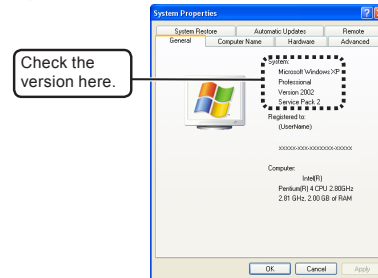 System Properties
System Restore Automatic Updates Remote
General Computer Name Hardware Advanced
Check the
version here.
System:
Microsoft Windows XP
Professional
Version 2002
Service Pack 2
Registered to:
(UserName)
xxxxx-xxx-xxxxxxx-xxxxx
Computer:
Intel(R)
Pentium(R) 4 CPU 2.80GHz
2.81 GHz, 2.00 GB of RAM
OK Cancel Apply